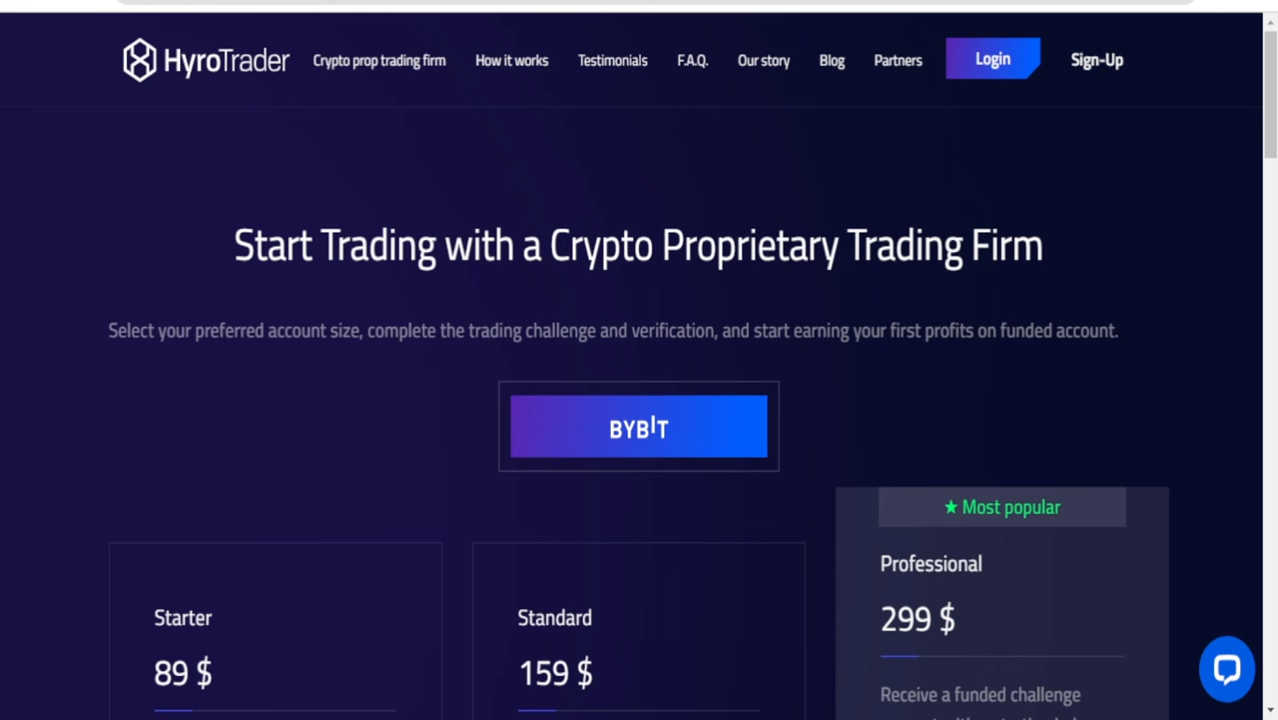 HyroTrader Crypto prop trading firm How it works Testimonials F.A.Q. Our story Blog Partners Login Sign-Up
Start Trading with a Crypto Proprietary Trading Firm
Select your preferred account size, complete the trading challenge and verification, and start earning your first profits on funded account.
BYBIT
★ Most popular
Professional
299 $
Receive a funded challenge
Starter
89 $
Standard
159 $